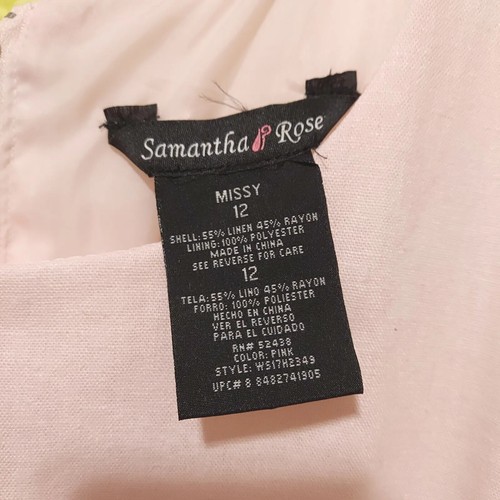 Samantha Rose
MISSY
12
SHELL: 55% LINEN 45% RAYON
LINING: 100% POLYESTER
MADE IN CHINA
SEE REVERSE FOR CARE
12
TELA: 55% LINO 45% RAYON
FORRO: 100% POLIESTER
HECHO EN CHINA
VER EL REVERSO
PARA EL CUIDADO
RN# 52438
COLOR: PINK
STYLE: WS17H2349
UPC# 8 8482741905